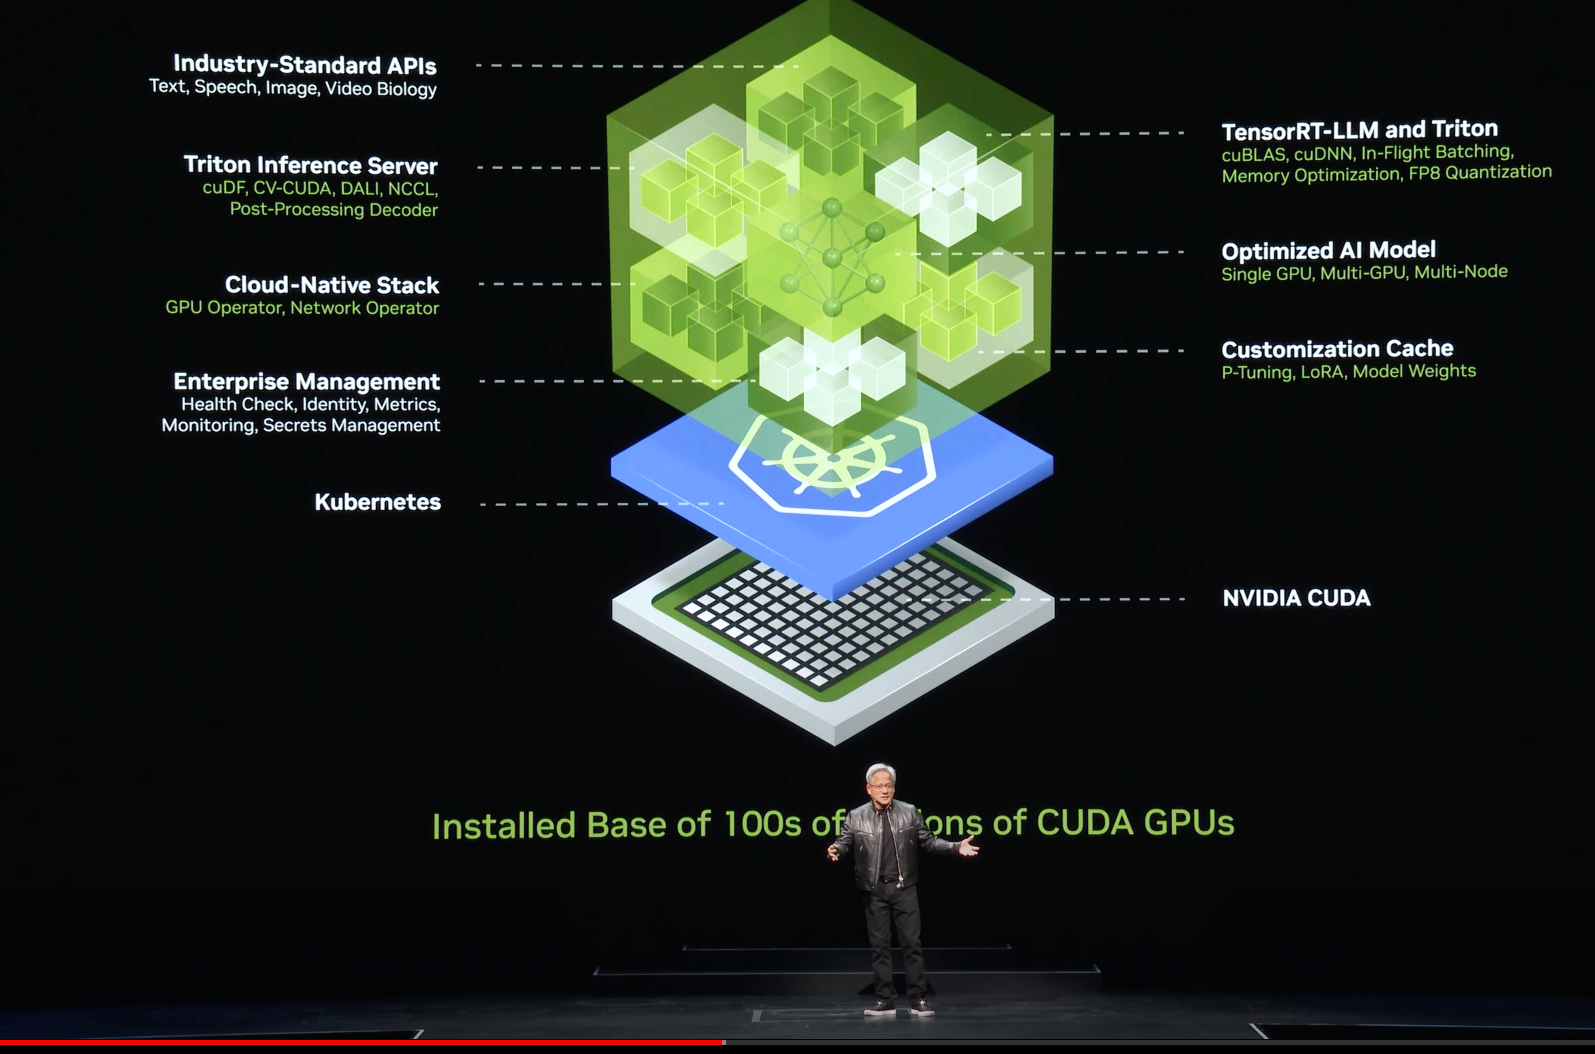 Industry-Standard APIs
Text, Speech, Image, Video Biology
Triton Inference Server
cuDF, CV-CUDA, DALI, NCCL,
Post-Processing Decoder
Cloud-Native Stack
GPU Operator, Network Operator
Enterprise Management
Health Check, Identity, Metrics,
Monitoring, Secrets Management
Kubernetes
TensorRT-LLM and Triton
cuBLAS, cuDNN, In-Flight Batching,
Memory Optimization, FP8 Quantization
Optimized AI Model
Single GPU, Multi-GPU, Multi-Node
Customization Cache
P-Tuning, LoRA, Model Weights
NVIDIA CUDA
Installed Base of 100s of of CUDA GPUs